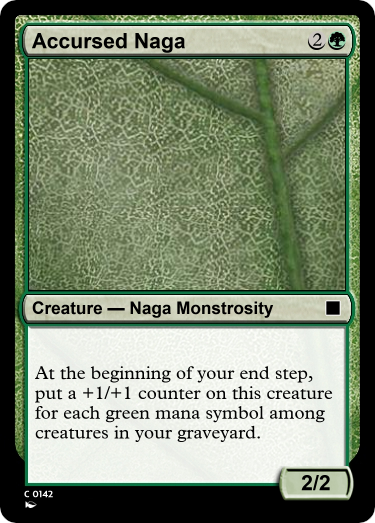 Accursed Naga 2
Creature — Naga Monstrosity
At the beginning of your end step,
put a +1/+1 counter on this creature
for each green mana symbol among
creatures in your graveyard.
2/2
C 0142